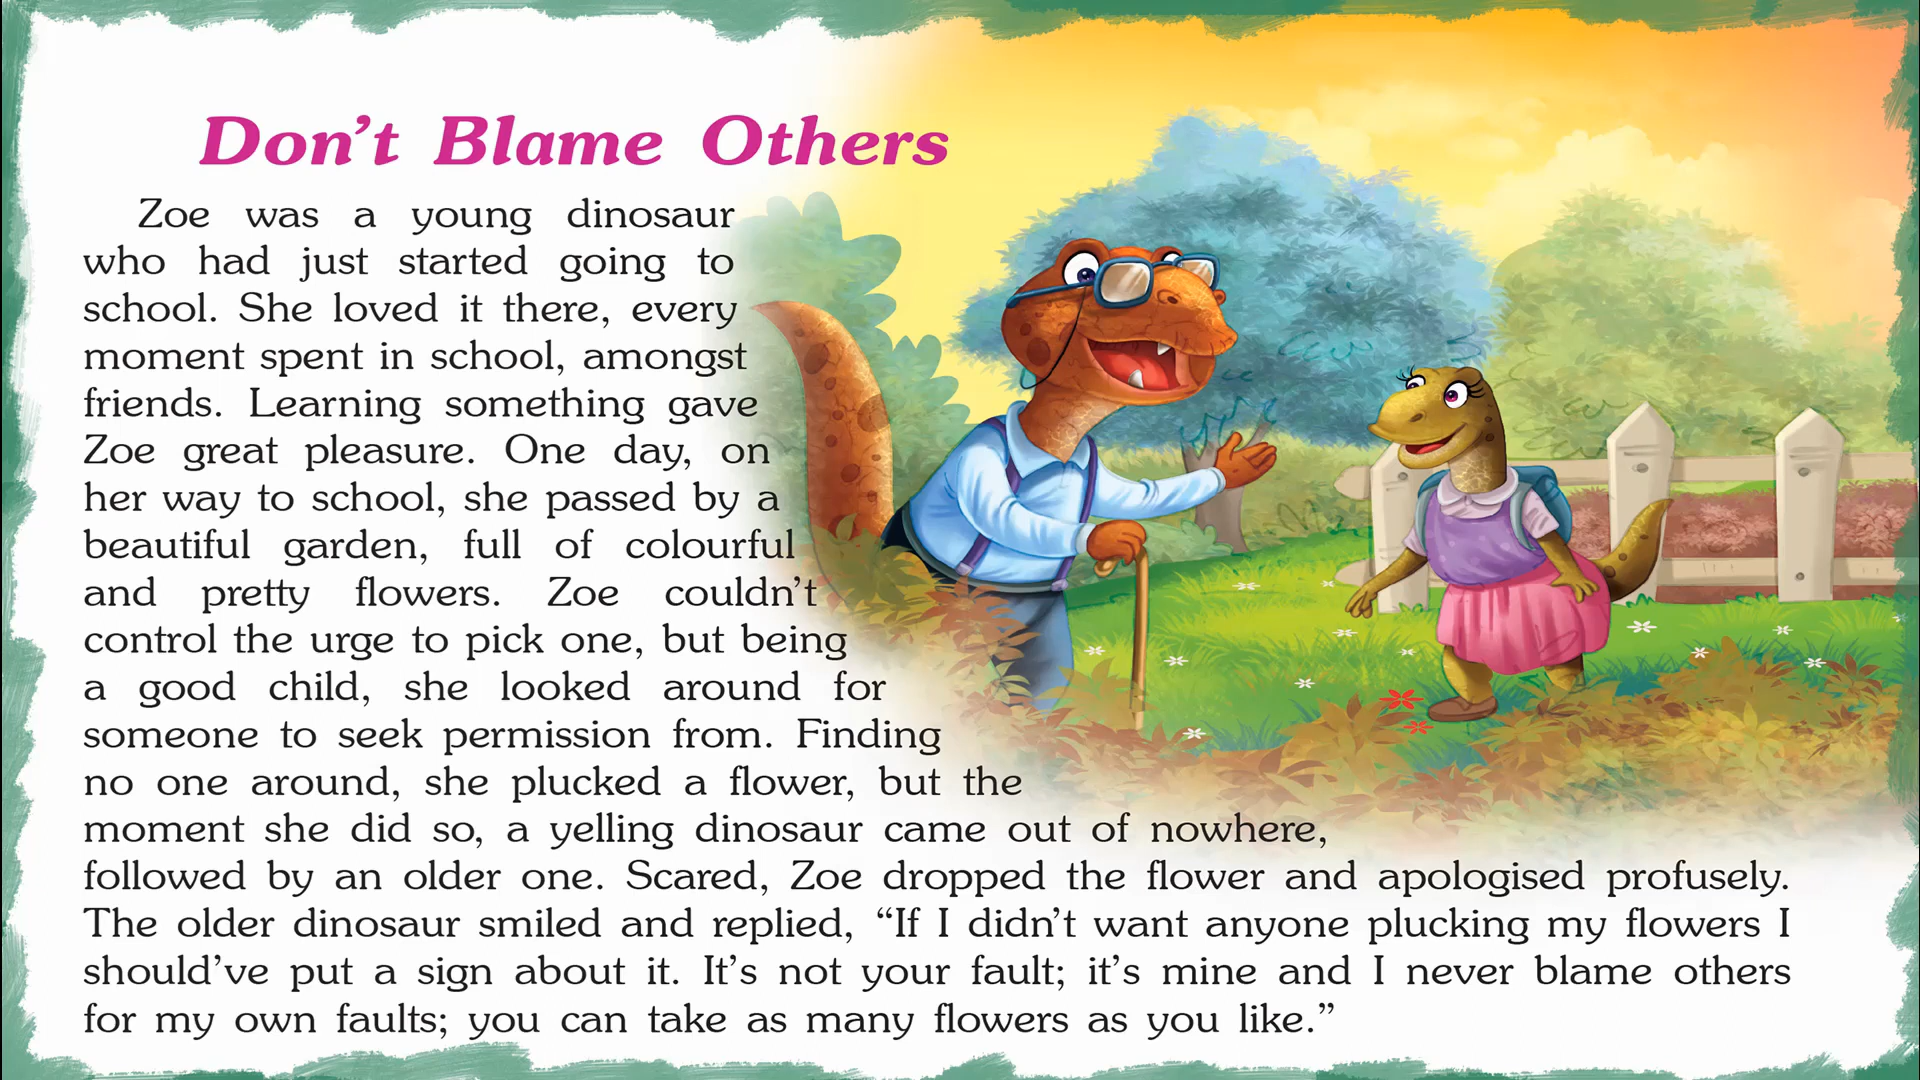 Don’t Blame Others
Zoe was a young dinosaur
who had just started going to
school. She loved it there, every
moment spent in school, amongst
friends. Learning something gave
Zoe great pleasure. One day, on
her way to school, she passed by a
beautiful garden, full of colourful
and pretty flowers. Zoe couldn’t
control the urge to pick one, but being
a good child, she looked around for
someone to seek permission from. Finding
no one around, she plucked a flower, but the
moment she did so, a yelling dinosaur came out of nowhere,
followed by an older one. Scared, Zoe dropped the flower and apologised profusely.
The older dinosaur smiled and replied, “If I didn’t want anyone plucking my flowers I
should’ve put a sign about it. It’s not your fault; it’s mine and I never blame others
for my own faults; you can take as many flowers as you like.”